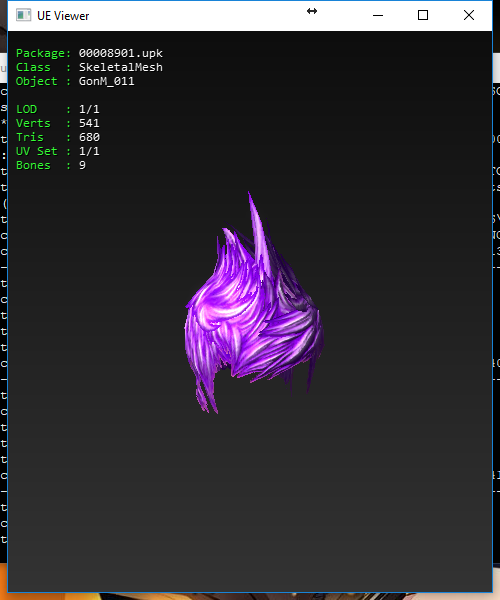 UE Viewer
Package: 00008901.upk
Class : SkeletalMesh
Object : GonM_011
LOD : 1/1
Verts : 541
Tris : 680
UV Set : 1/1
Bones : 9